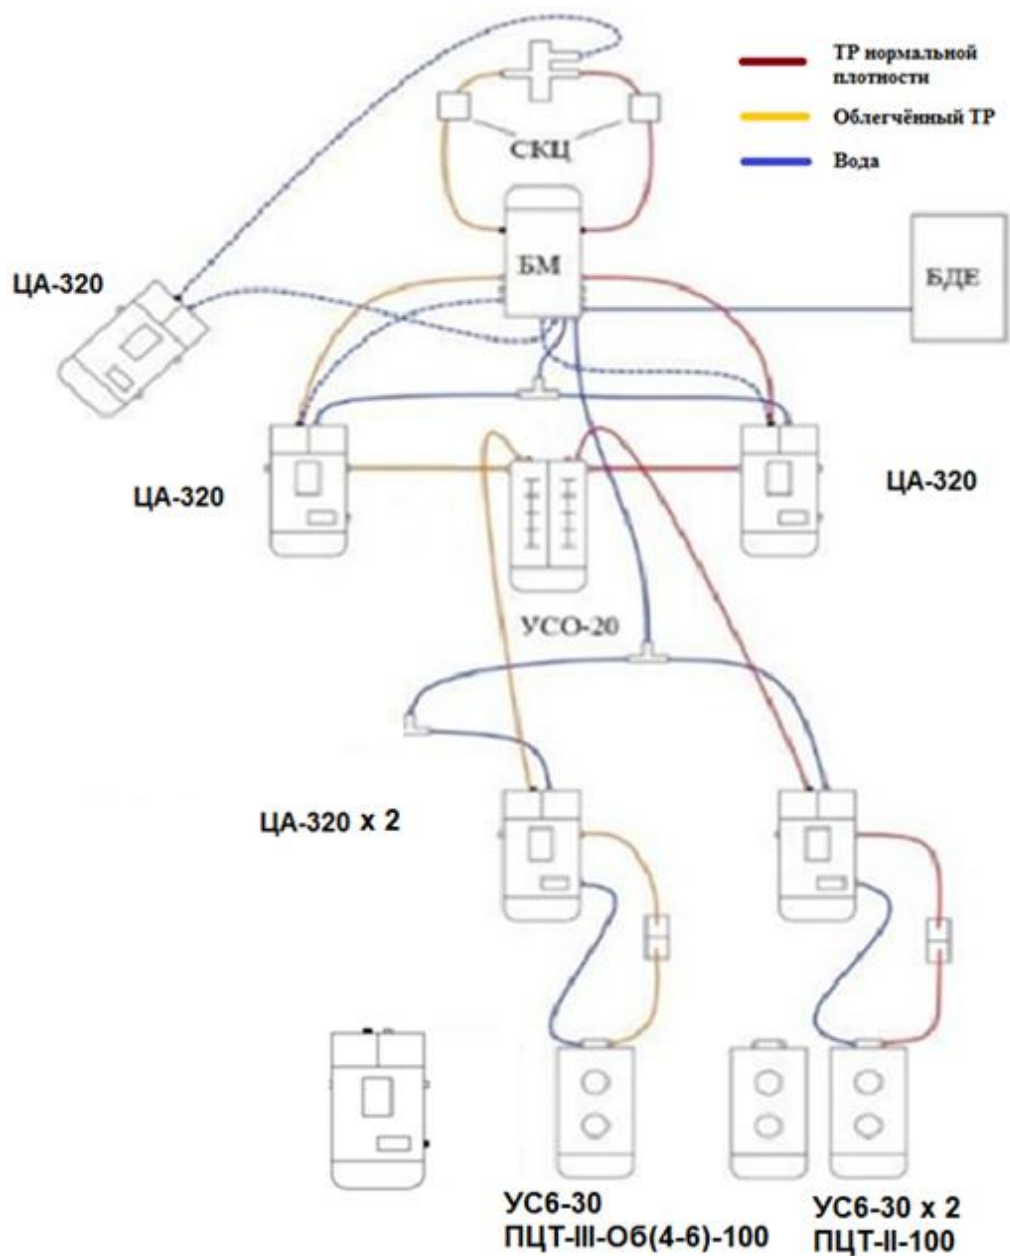 ТР нормальной
плотности
Облегчённый ТР
Вода
СКЦ
БМ
БДЕ
ЦА-320
ЦА-320
ЦА-320
УСО-20
ЦА-320 x 2
УС6-30
ПЦТ-III-Об(4-6)-100
УС6-30 x 2
ПЦТ-II-100